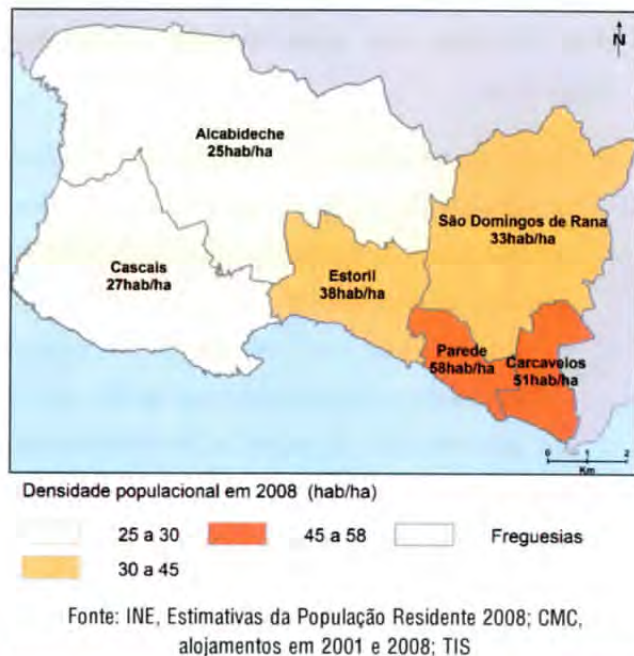 N
Alcabideche
25hab/ha
São Domingos de Rana
33hab/ha
Cascais
27hab/ha
Estoril
38hab/ha
Parede
58hab/ha
Carcavelos
51hab/ha
0 1 2
Km
Densidade populacional em 2008 (hab/ha)
25 a 30 45 a 58 Freguesias
30 a 45
Fonte: INE, Estimativas da População Residente 2008; CMC,
alojamentos em 2001 e 2008; TIS